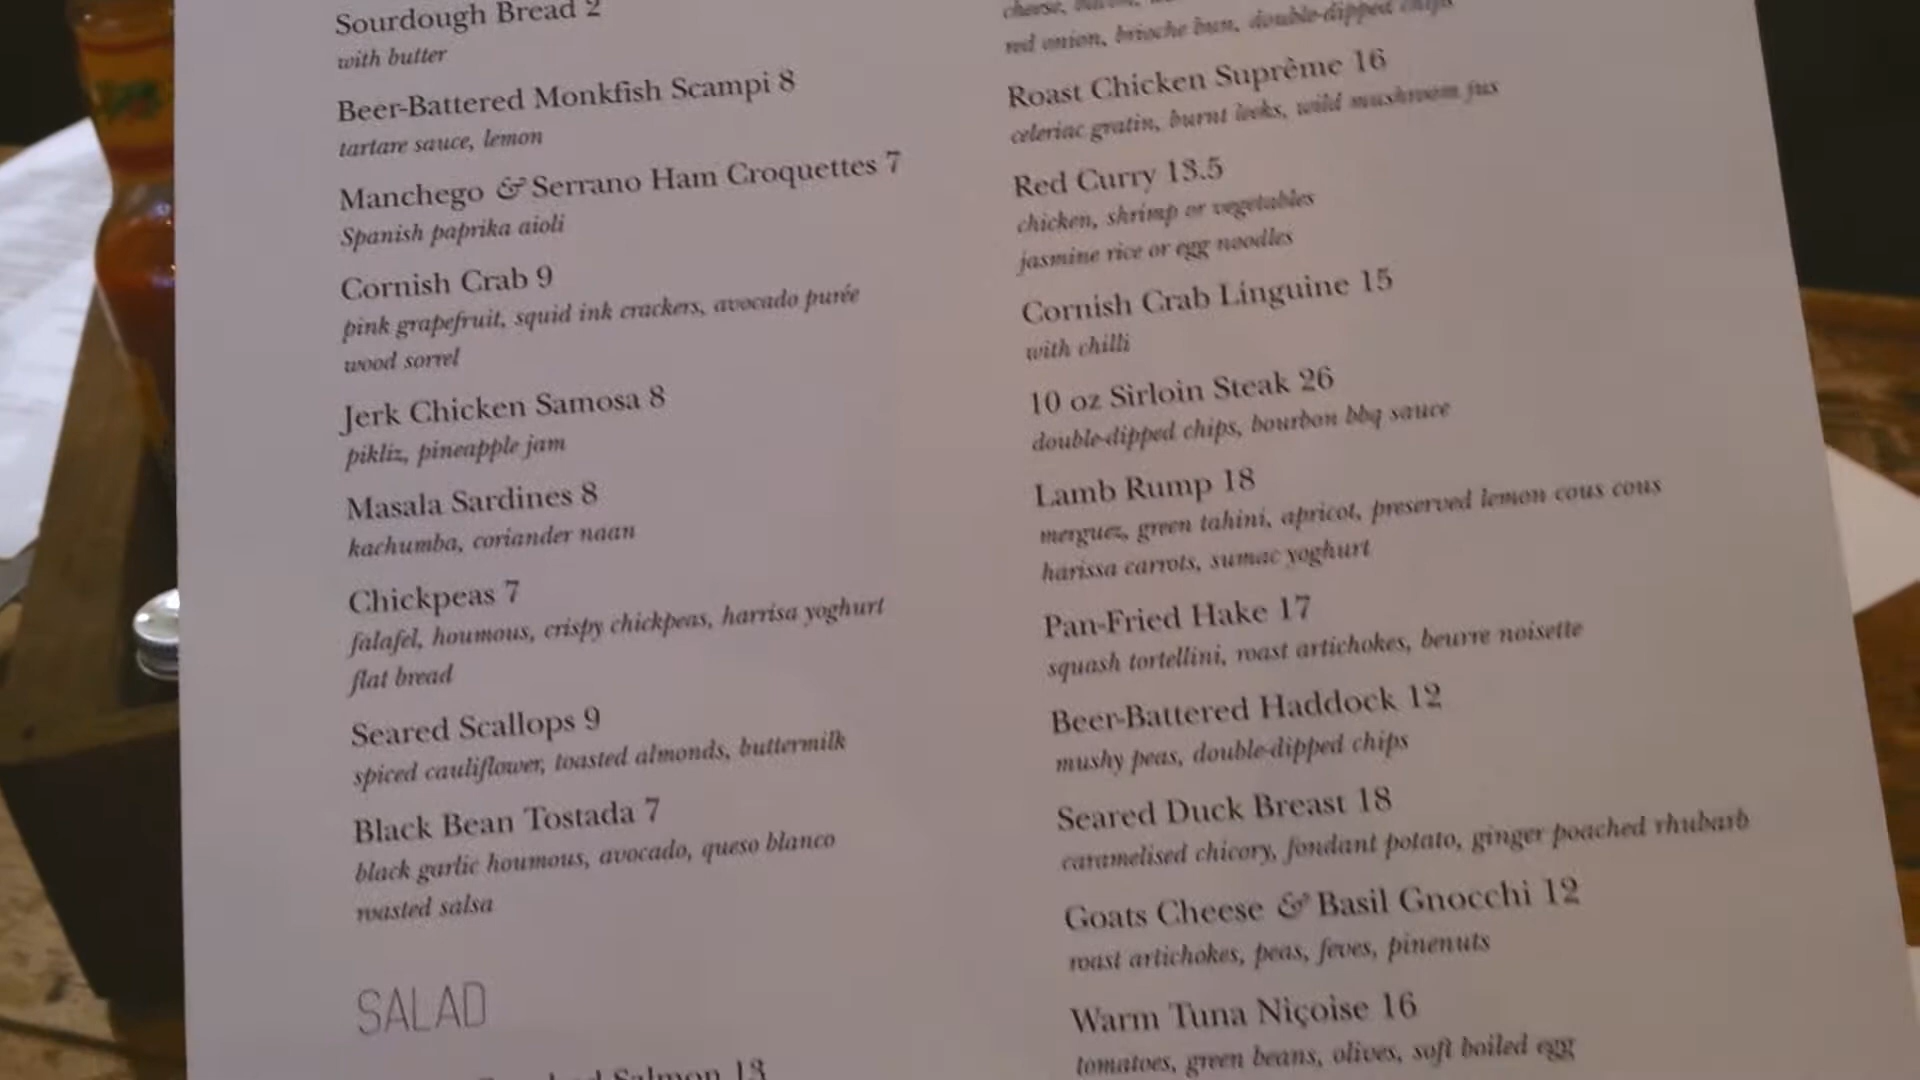 Sourdough Bread 2
with butter
Beer-Battered Monkfish Scampi 8
tartare sauce, lemon
Manchego & Serrano Ham Croquettes 7
Spanish paprika aioli
Cornish Crab 9
pink grapefruit, squid ink crackers, avocado purée
wood sorrel
Jerk Chicken Samosa 8
pikliz, pineapple jam
Masala Sardines 8
kachumba, coriander naan
Chickpeas 7
falafel, houmous, crispy chickpeas, harrisa yoghurt
flat bread
Seared Scallops 9
spiced cauliflower, toasted almonds, buttermilk
Black Bean Tostada 7
black garlic houmous, avocado, queso blanco
roasted salsa
SALAD
Salmon 13
cheese,
red onion, brioche bun, double-dipped chips
Roast Chicken Suprême 16
celeriac gratin, burnt leeks, wild mushroom jus
Red Curry 13.5
chicken, shrimp or vegetables
jasmine rice or egg noodles
Cornish Crab Linguine 15
with chilli
10 oz Sirloin Steak 26
double-dipped chips, bourbon bbq sauce
Lamb Rump 18
merguez, green tahini, apricot, preserved lemon cous cous
harissa carrots, sumac yoghurt
Pan-Fried Hake 17
squash tortellini, roast artichokes, beurre noisette
Beer-Battered Haddock 12
mushy peas, double-dipped chips
Seared Duck Breast 18
caramelised chicory, fondant potato, ginger poached rhubarb
Goats Cheese & Basil Gnocchi 12
roast artichokes, peas, feves, pinenuts
Warm Tuna Niçoise 16
tomatoes, green beans, olives, soft boiled egg